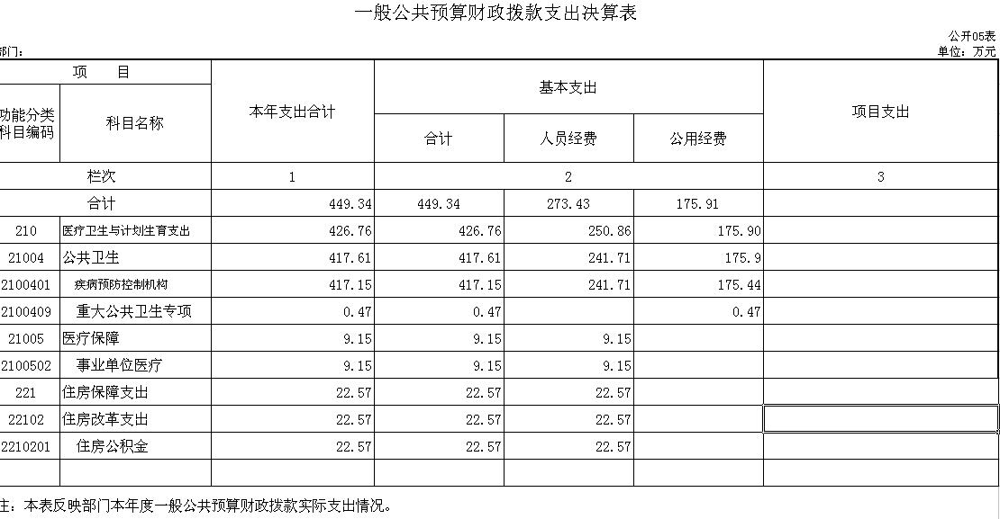 一般公共预算财政拨款支出决算表
公开05表
部门： 单位：万元
项 目 本年支出合计 基本支出 项目支出
功能分类科目编码 科目名称 合计 人员经费 公用经费
栏次 1 2 3
合计 449.34 449.34 273.43 175.91
210 医疗卫生与计划生育支出 426.76 426.76 250.86 175.90
21004 公共卫生 417.61 417.61 241.71 175.9
2100401 疾病预防控制机构 417.15 417.15 241.71 175.44
2100409 重大公共卫生专项 0.47 0.47 0.47
21005 医疗保障 9.15 9.15 9.15
2100502 事业单位医疗 9.15 9.15 9.15
221 住房保障支出 22.57 22.57 22.57
22102 住房改革支出 22.57 22.57 22.57
2210201 住房公积金 22.57 22.57 22.57
注：本表反映部门本年度一般公共预算财政拨款实际支出情况。